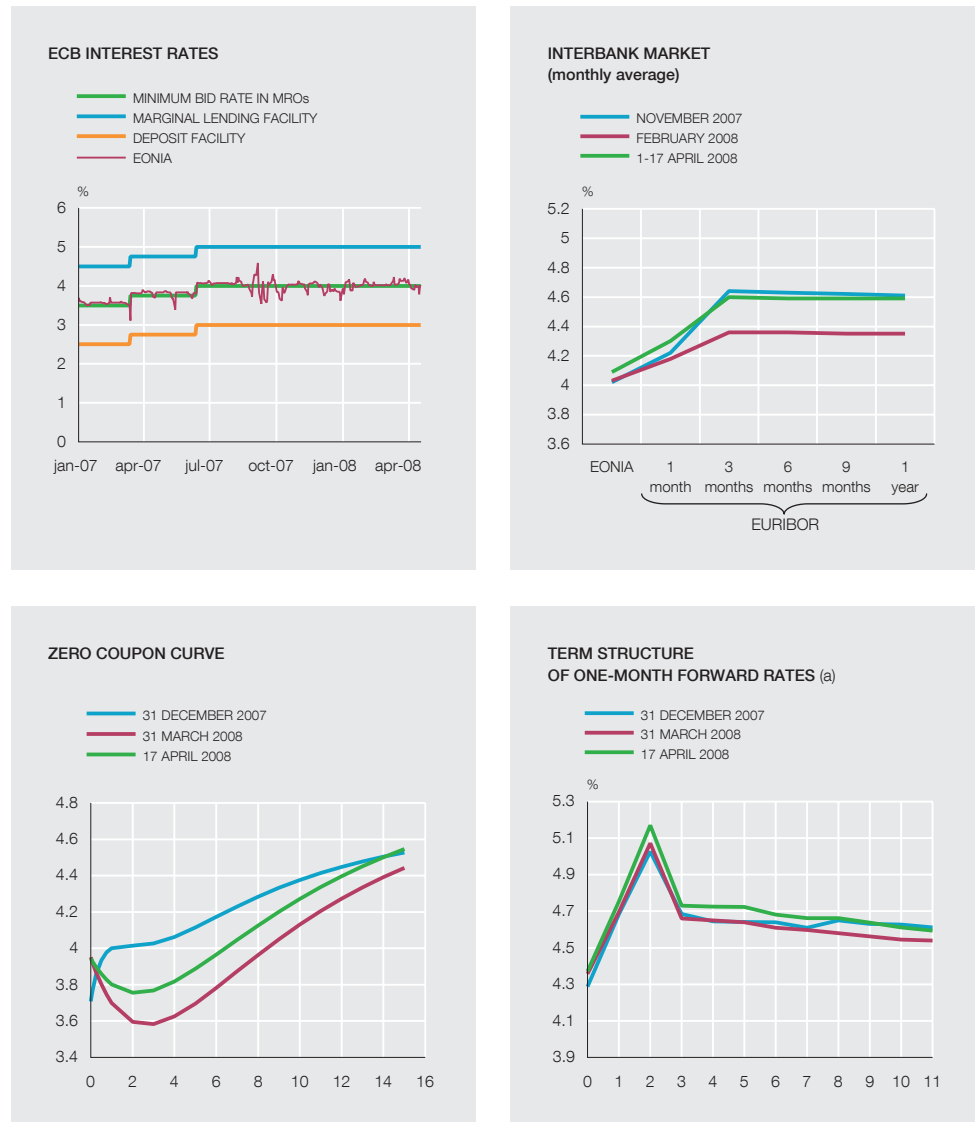 ECB INTEREST RATES
MINIMUM BID RATE IN MROs
MARGINAL LENDING FACILITY
DEPOSIT FACILITY
EONIA
%
6
5
4
3
2
1
0
jan-07 apr-07 jul-07 oct-07 jan-08 apr-08
INTERBANK MARKET
(monthly average)
NOVEMBER 2007
FEBRUARY 2008
1-17 APRIL 2008
%
5.2
5
4.8
4.6
4.4
4.2
4
3.8
3.6
EONIA 1 3 6 9 1
month months months months year
EURIBOR
ZERO COUPON CURVE
31 DECEMBER 2007
31 MARCH 2008
17 APRIL 2008
4.8
4.6
4.4
4.2
4
3.8
3.6
3.4
0 2 4 6 8 10 12 14 16
TERM STRUCTURE
OF ONE-MONTH FORWARD RATES (a)
31 DECEMBER 2007
31 MARCH 2008
17 APRIL 2008
%
5.3
5.1
4.9
4.7
4.5
4.3
4.1
3.9
0 1 2 3 4 5 6 7 8 9 10 11